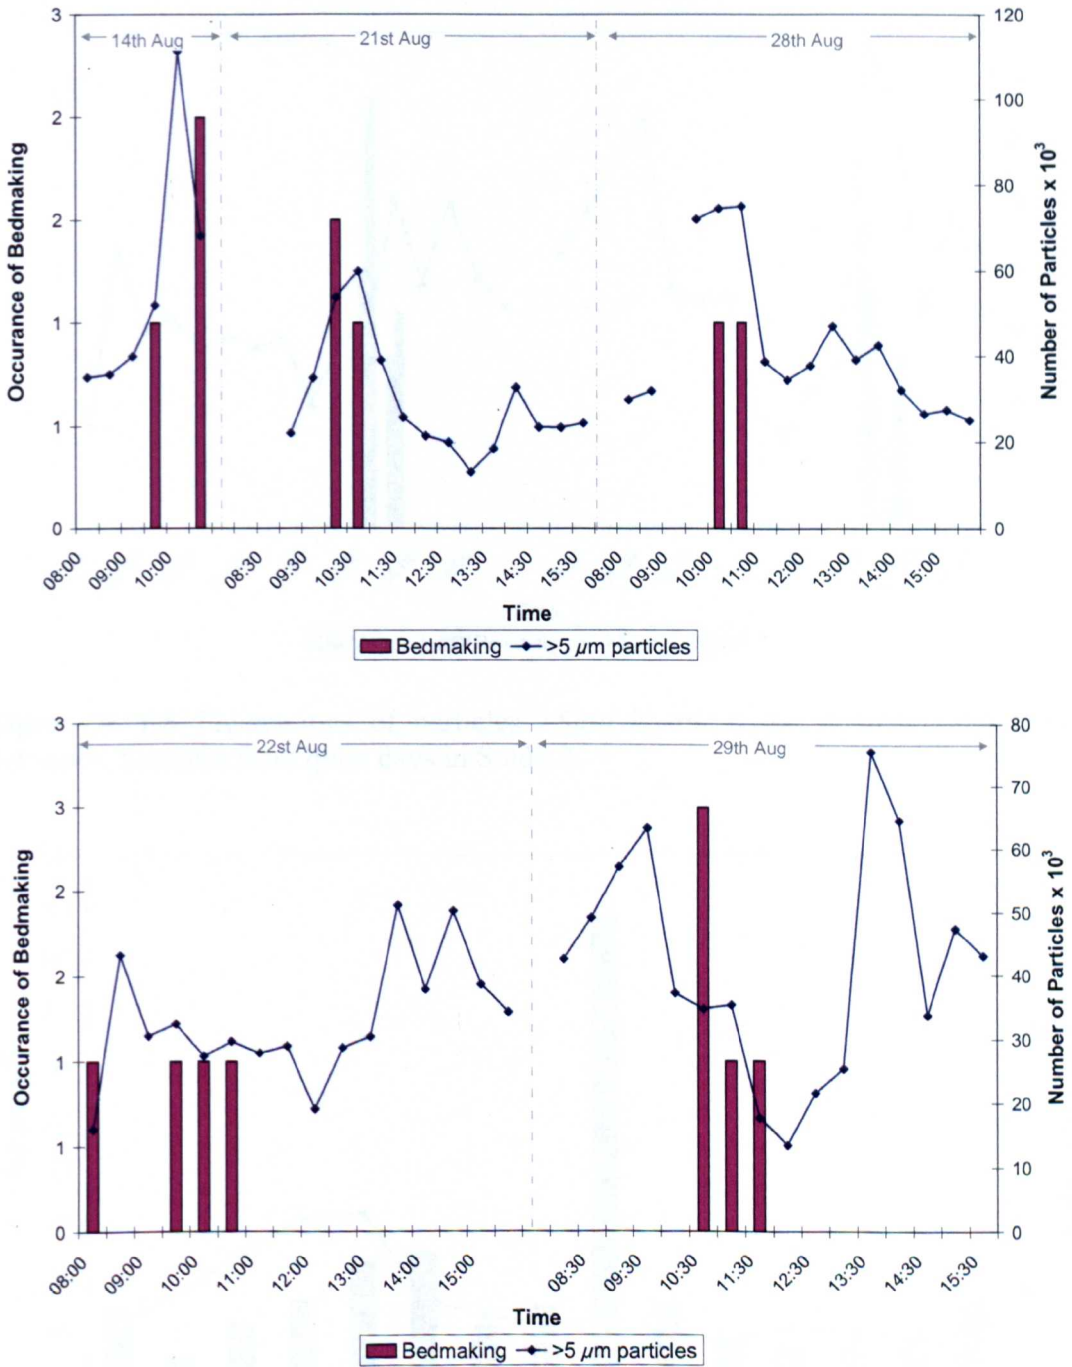 3
2
2
1
1
0
Occurance of Bedmaking
14th Aug
21st Aug
28th Aug
120
100
80
60
40
20
0
Number of Particles x 10³
08:00 09:00 10:00 08:30 09:30 10:30 11:30 12:30 13:30 14:30 15:30 08:00 09:00 10:00 11:00 12:00 13:00 14:00 15:00
Time
Bedmaking >5 µm particles
3
3
2
2
1
1
0
Occurance of Bedmaking
22st Aug
29th Aug
80
70
60
50
40
30
20
10
0
Number of Particles x 10³
08:00 09:00 10:00 11:00 12:00 13:00 14:00 15:00 08:30 09:30 10:30 11:30 12:30 13:30 14:30 15:30
Time
Bedmaking >5 µm particles